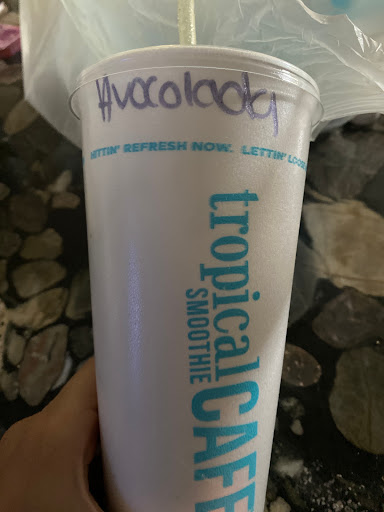 Avocolada
HITTIN' REFRESH NOW. LETTIN' LOOSE
tropical
SMOOTHIE
CAFE